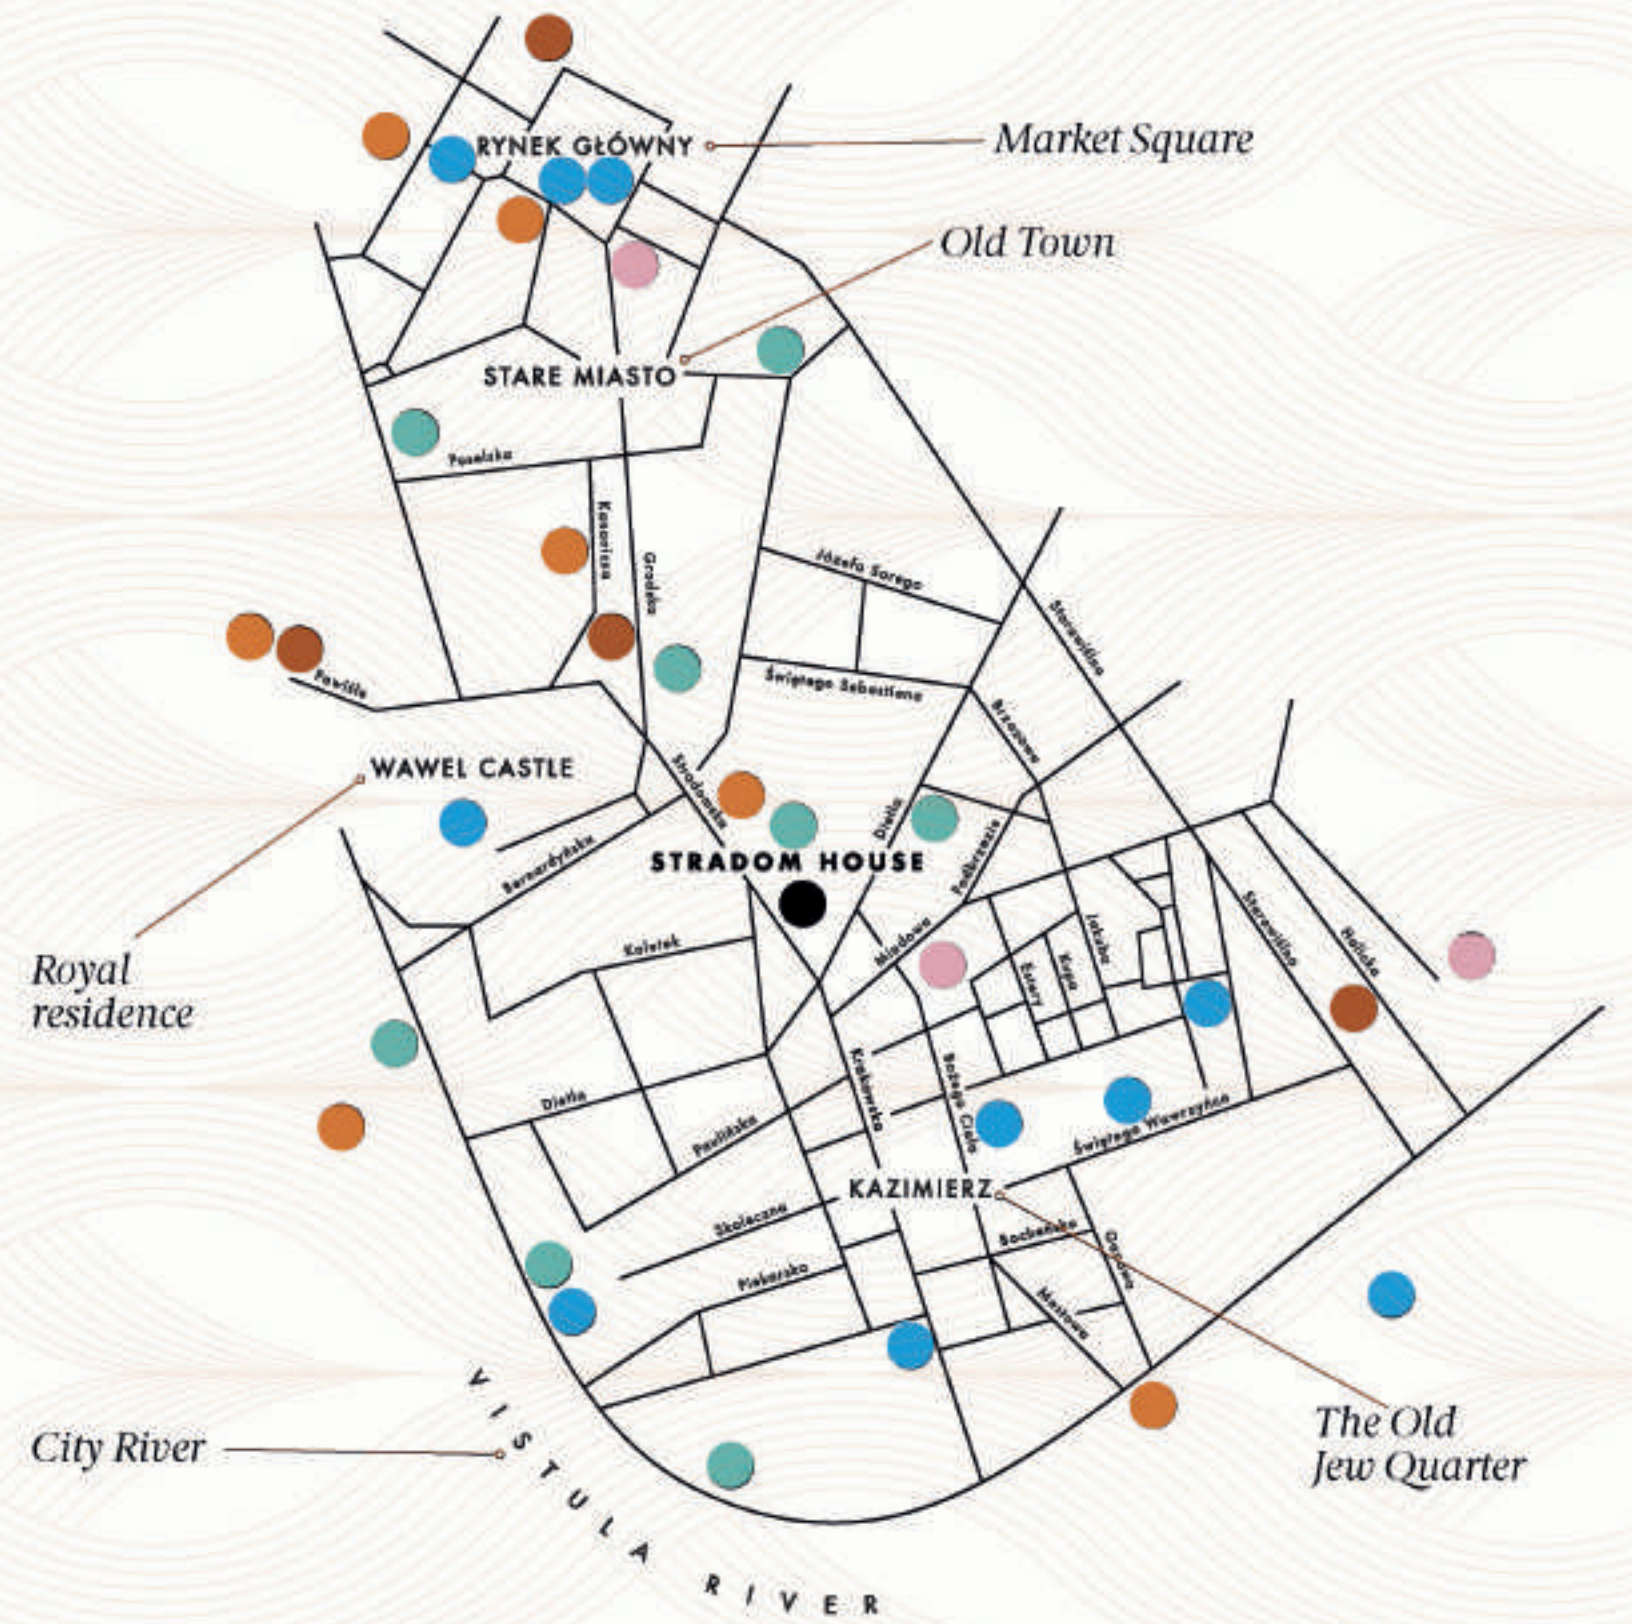 RYNEK GŁÓWNY
Market Square
Old Town
STARE MIASTO
Poselska
Kanonicza
Grodzka
Józefa Sarego
Starowiślna
Powiśle
Świętego Sebastiana
Brzozowa
WAWEL CASTLE
Stradomska
Dietla
Bernardyńska
STRADOM HOUSE
Podbrzezie
Miodowa
Koletek
Jakuba
Starowiślna
Halicka
Estery
Kupa
Royal
residence
Krakowska
Bożego Ciała
Dietla
Paulińska
Świętego Wawrzyńca
KAZIMIERZ
Skałeczna
Bocheńska
Gazowa
Piekarska
Mostowa
The Old
Jew Quarter
City River
VISTULA RIVER